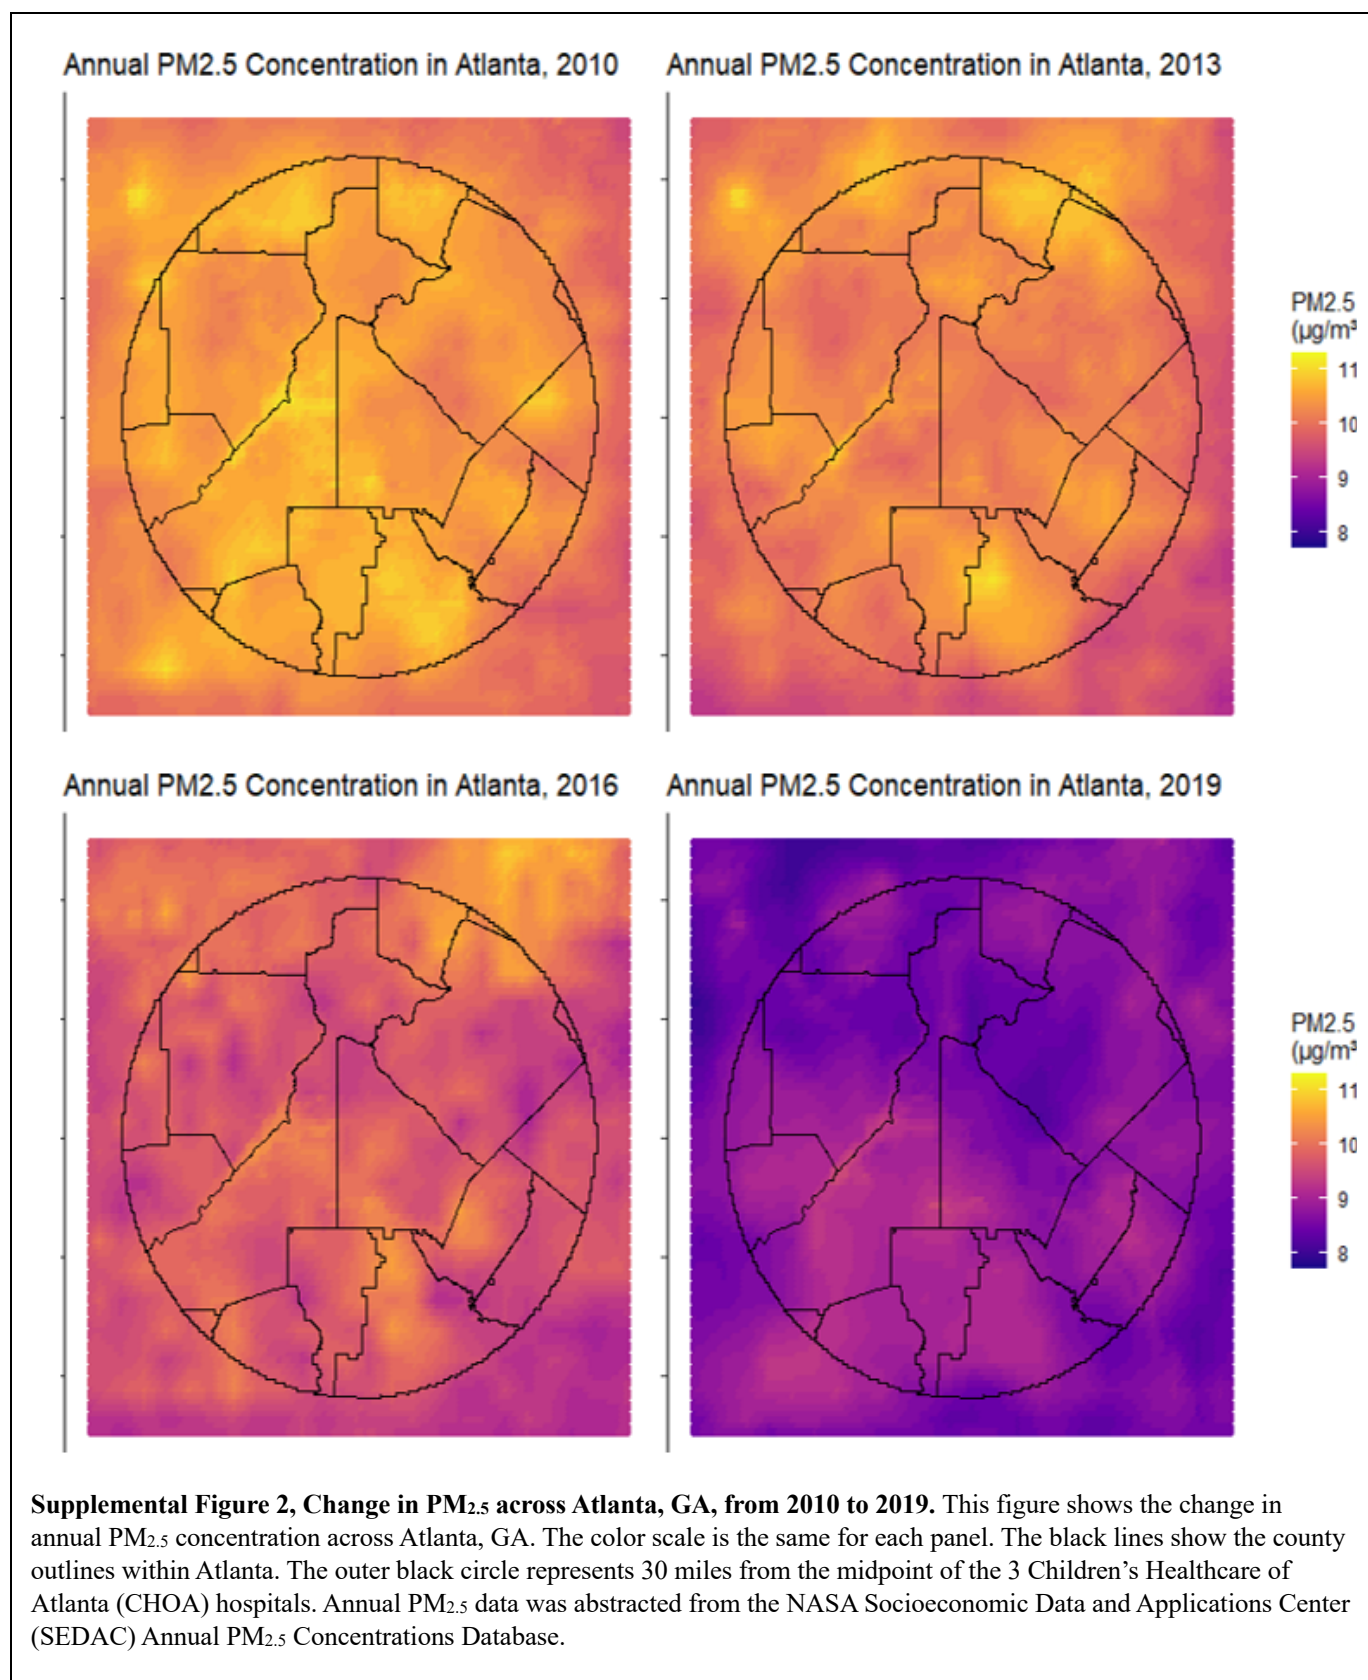 Annual PM2.5 Concentration in Atlanta, 2010
Annual PM2.5 Concentration in Atlanta, 2013
PM2.5
(µg/m³
11
10
9
8
Annual PM2.5 Concentration in Atlanta, 2016
Annual PM2.5 Concentration in Atlanta, 2019
PM2.5
(µg/m³
11
10
9
8
Supplemental Figure 2, Change in PM2.5 across Atlanta, GA, from 2010 to 2019. This figure shows the change in
annual PM2.5 concentration across Atlanta, GA. The color scale is the same for each panel. The black lines show the county
outlines within Atlanta. The outer black circle represents 30 miles from the midpoint of the 3 Children’s Healthcare of
Atlanta (CHOA) hospitals. Annual PM2.5 data was abstracted from the NASA Socioeconomic Data and Applications Center
(SEDAC) Annual PM2.5 Concentrations Database.